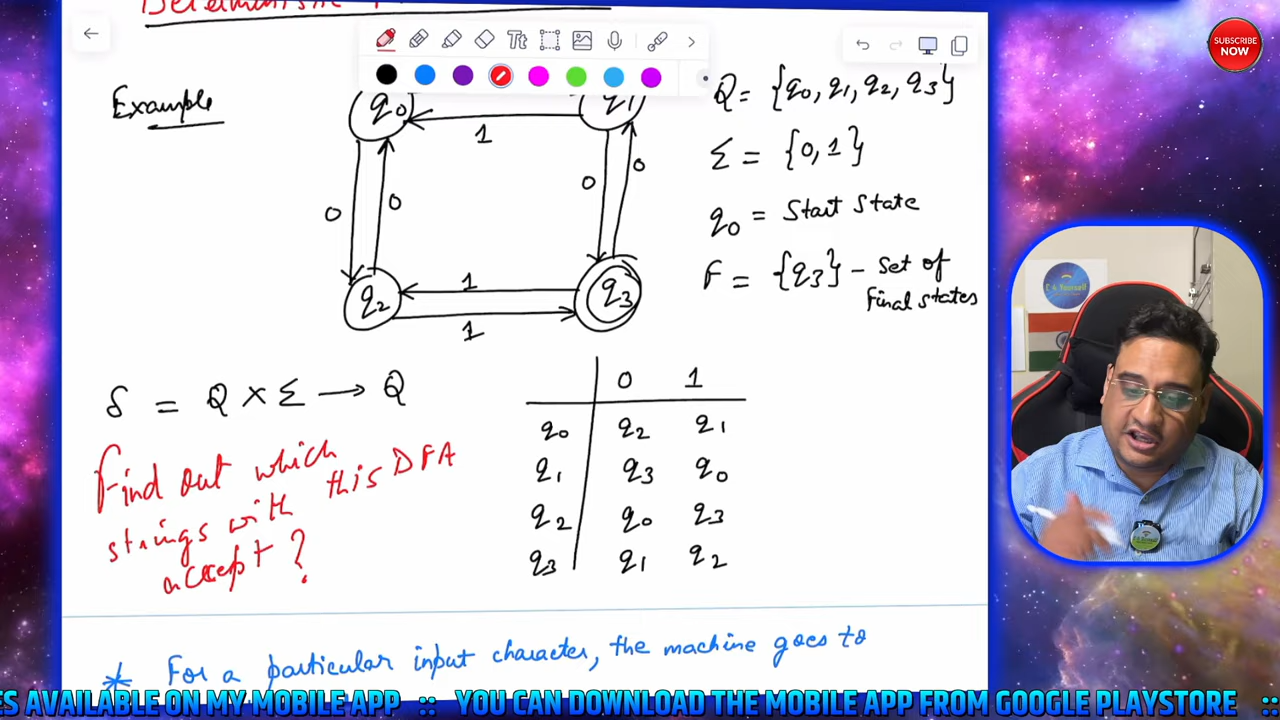 SUBSCRIBE
NOW
Tt
Example
q0
q1
1
0
0
0
0
q2
1
1
q3
Q = {q0, q1, q2, q3}
Σ = {0, 1}
q0 = Start State
F = {q3} - Set of
Final states
δ = Q × Σ → Q
Find out which
strings with this DFA
accept?
0 1
q0 q2 q1
q1 q3 q0
q2 q0 q3
q3 q1 q2
* For a particular input character, the machine goes to
ES AVAILABLE ON MY MOBILE APP :: YOU CAN DOWNLOAD THE MOBILE APP FROM GOOGLE PLAYSTORE ::